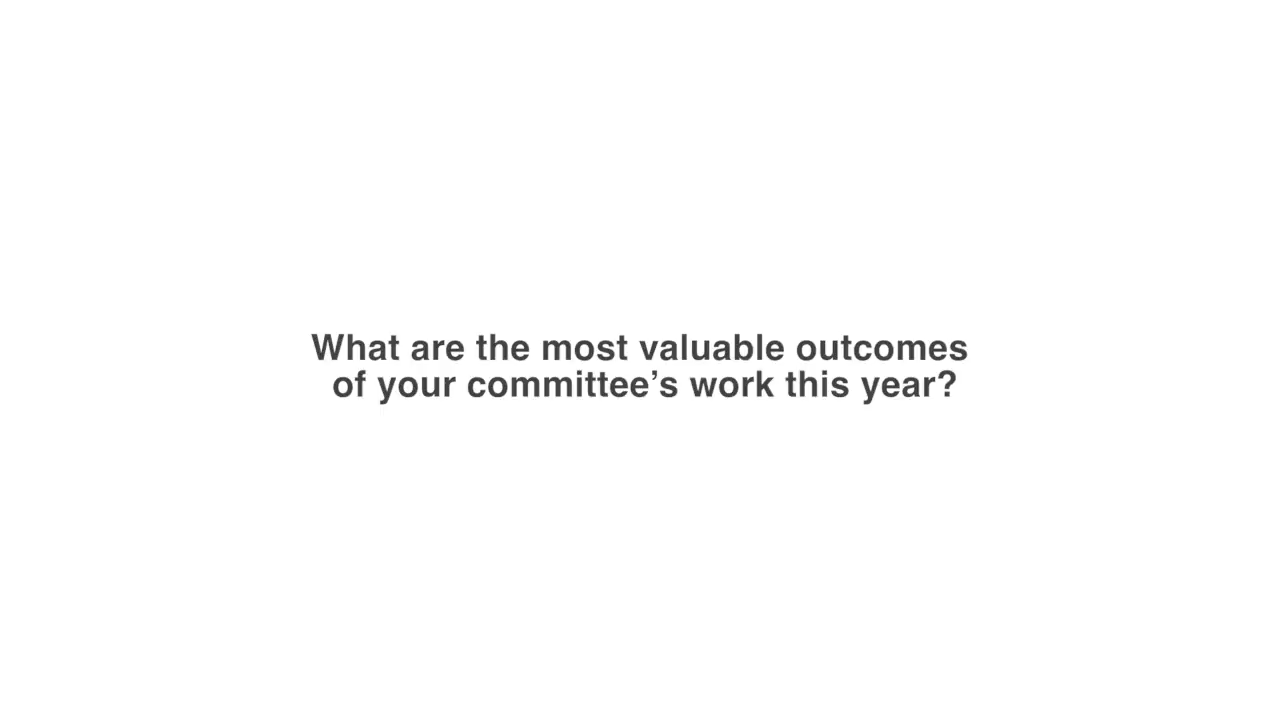 What are the most valuable outcomes
of your committee’s work this year?